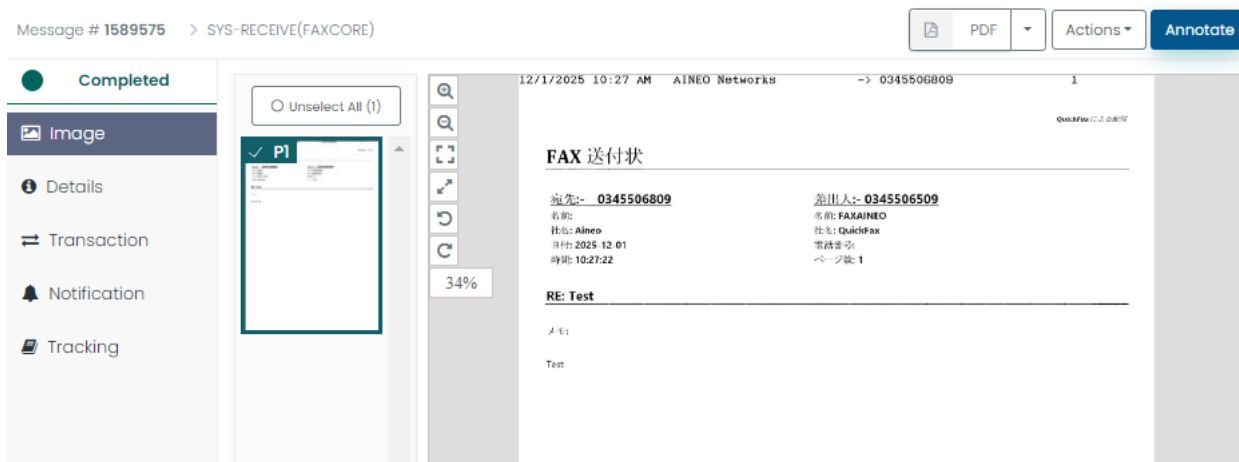 Message # 1589575 > SYS-RECEIVE(FAXCORE)
PDF
Actions
Annotate
Completed
Image
Details
Transaction
Notification
Tracking
Unselect All (1)
P1
34%
12/1/2025 10:27 AM AINEO Networks -> 0345506809 1
QuickFax による配信
FAX 送付状
宛先:- 0345506809
名前:
社名: Aineo
日付: 2025-12-01
時間: 10:27:22
差出人:- 0345506509
名前: FAXAINEO
社名: QuickFax
電話番号:
ページ数: 1
RE: Test
メモ:
Test